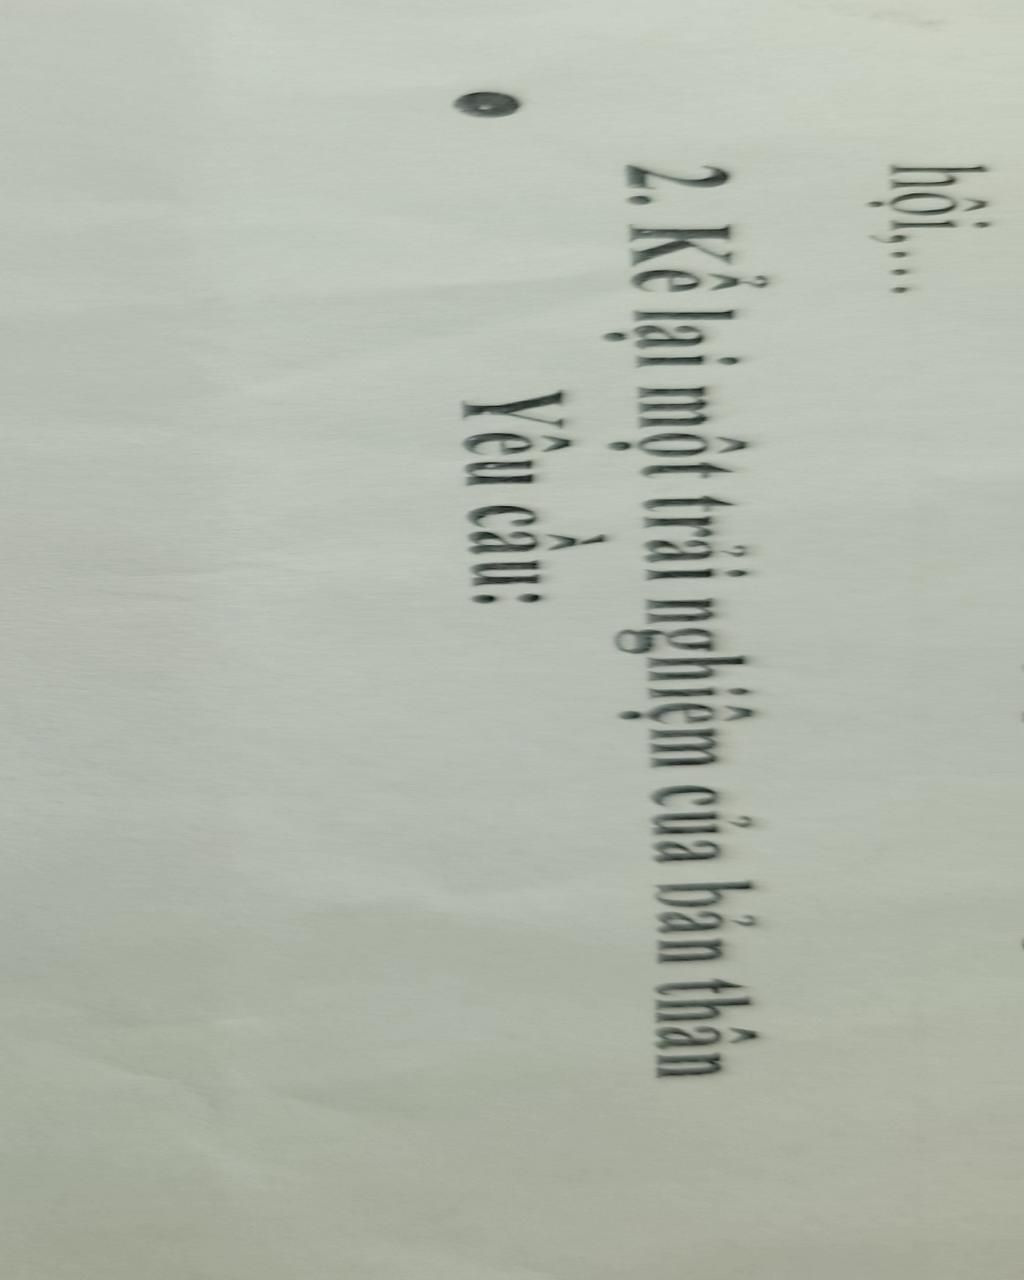 hội,...
2. Kể lại một trải nghiệm của bản thân
Yêu cầu: